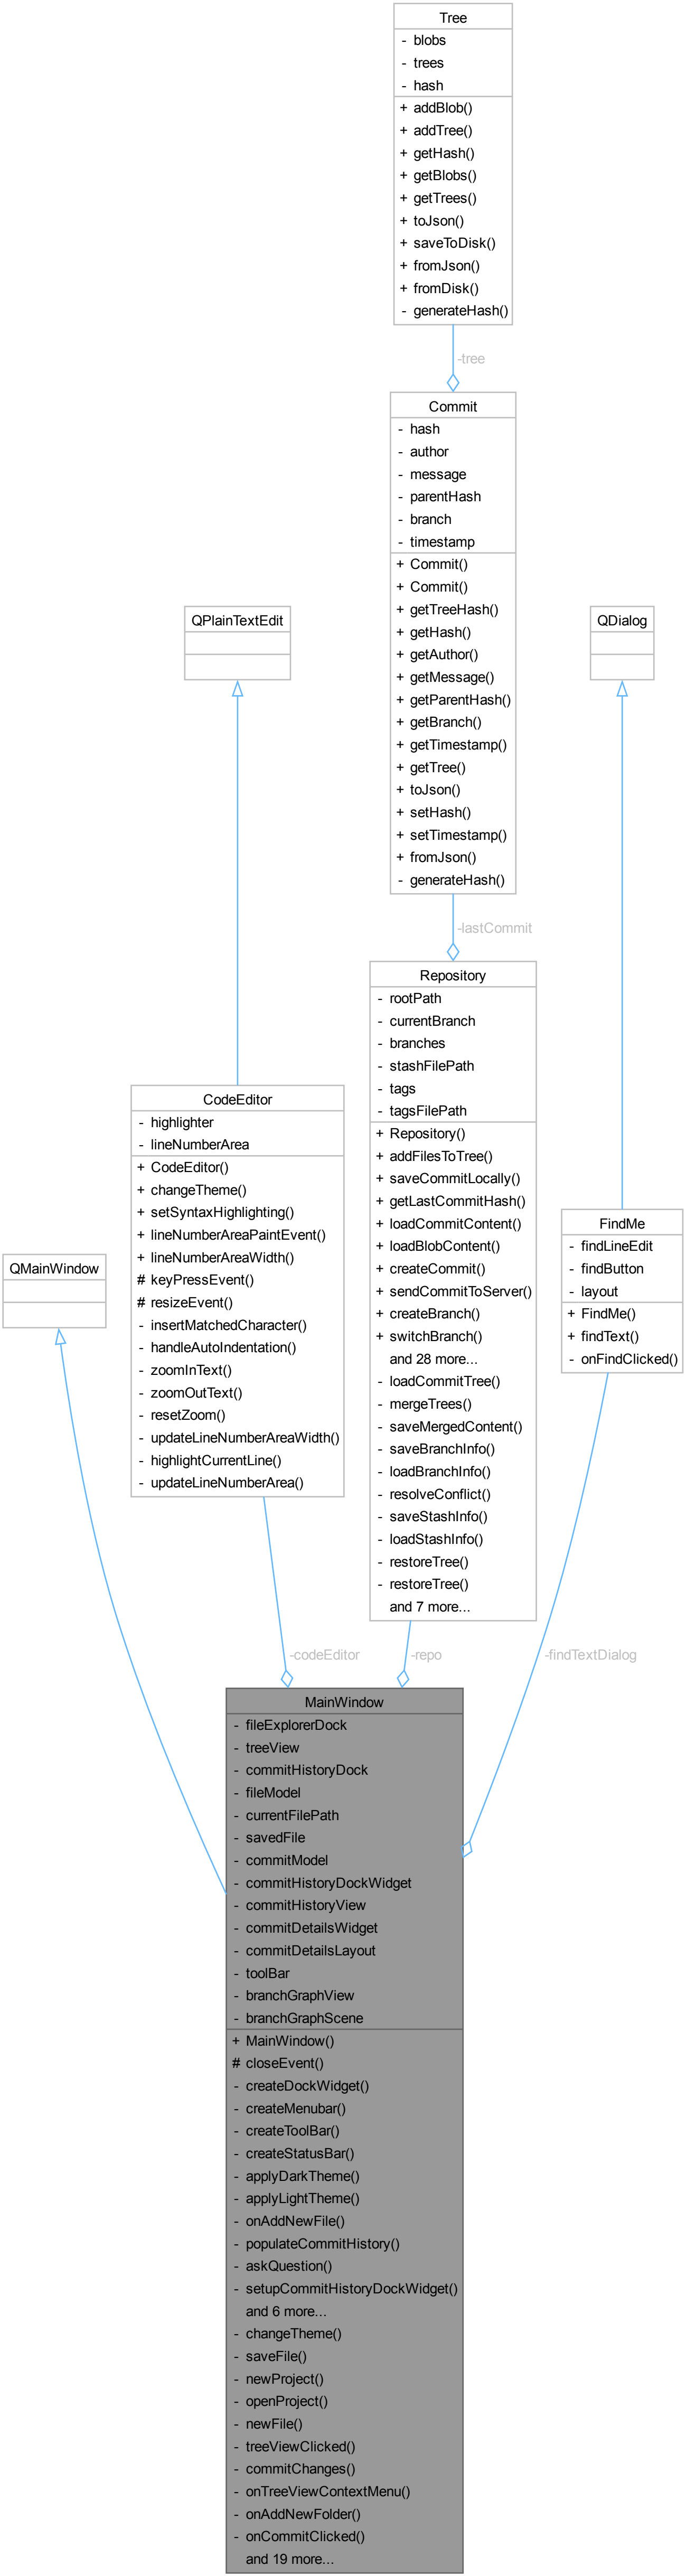 Tree
- blobs
- trees
- hash
+ addBlob()
+ addTree()
+ getHash()
+ getBlobs()
+ getTrees()
+ toJson()
+ saveToDisk()
+ fromJson()
+ fromDisk()
- generateHash()
-tree
Commit
- hash
- author
- message
- parentHash
- branch
- timestamp
+ Commit()
+ Commit()
+ getTreeHash()
+ getHash()
+ getAuthor()
+ getMessage()
+ getParentHash()
+ getBranch()
+ getTimestamp()
+ getTree()
+ toJson()
+ setHash()
+ setTimestamp()
+ fromJson()
- generateHash()
QPlainTextEdit
QDialog
-lastCommit
Repository
- rootPath
- currentBranch
- branches
- stashFilePath
- tags
- tagsFilePath
+ Repository()
+ addFilesToTree()
+ saveCommitLocally()
+ getLastCommitHash()
+ loadCommitContent()
+ loadBlobContent()
+ createCommit()
+ sendCommitToServer()
+ createBranch()
+ switchBranch()
and 28 more...
- loadCommitTree()
- mergeTrees()
- saveMergedContent()
- saveBranchInfo()
- loadBranchInfo()
- resolveConflict()
- saveStashInfo()
- loadStashInfo()
- restoreTree()
- restoreTree()
and 7 more...
CodeEditor
- highlighter
- lineNumberArea
+ CodeEditor()
+ changeTheme()
+ setSyntaxHighlighting()
+ lineNumberAreaPaintEvent()
+ lineNumberAreaWidth()
# keyPressEvent()
# resizeEvent()
- insertMatchedCharacter()
- handleAutoIndentation()
- zoomInText()
- zoomOutText()
- resetZoom()
- updateLineNumberAreaWidth()
- highlightCurrentLine()
- updateLineNumberArea()
FindMe
- findLineEdit
- findButton
- layout
+ FindMe()
+ findText()
- onFindClicked()
QMainWindow
-codeEditor
-repo
-findTextDialog
MainWindow
- fileExplorerDock
- treeView
- commitHistoryDock
- fileModel
- currentFilePath
- savedFile
- commitModel
- commitHistoryDockWidget
- commitHistoryView
- commitDetailsWidget
- commitDetailsLayout
- toolBar
- branchGraphView
- branchGraphScene
+ MainWindow()
# closeEvent()
- createDockWidget()
- createMenubar()
- createToolBar()
- createStatusBar()
- applyDarkTheme()
- applyLightTheme()
- onAddNewFile()
- populateCommitHistory()
- askQuestion()
- setupCommitHistoryDockWidget()
and 6 more...
- changeTheme()
- saveFile()
- newProject()
- openProject()
- newFile()
- treeViewClicked()
- commitChanges()
- onTreeViewContextMenu()
- onAddNewFolder()
- onCommitClicked()
and 19 more...